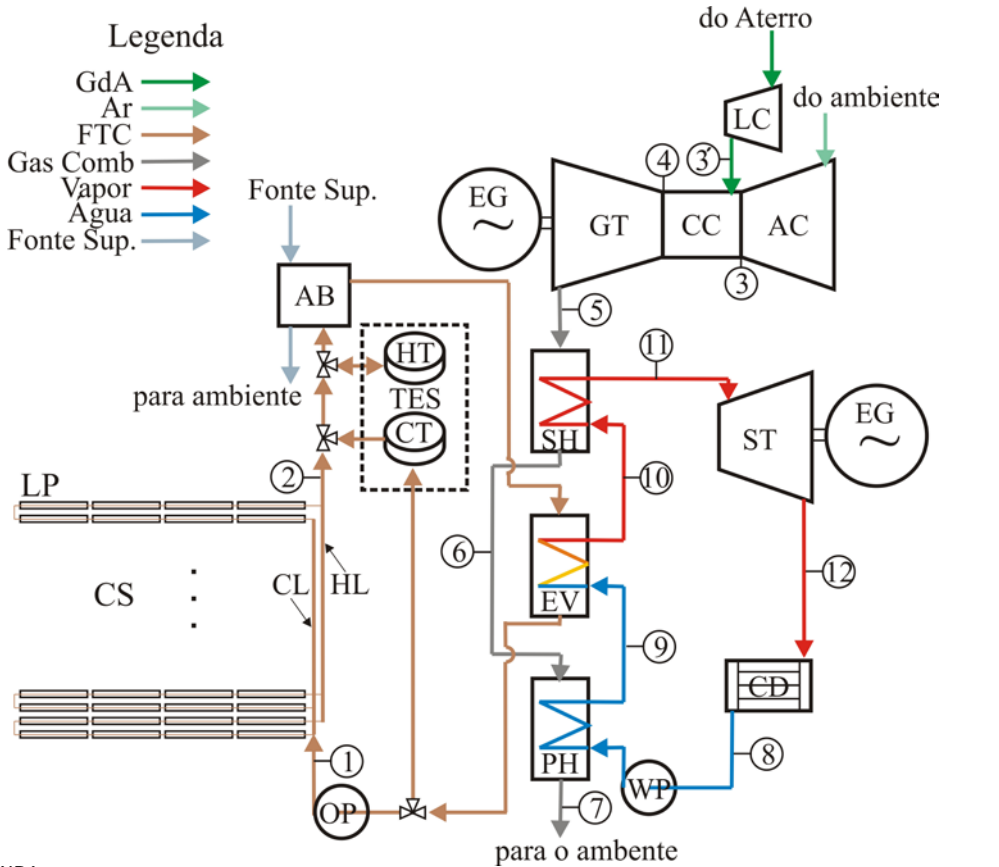 do Aterro
Legenda
GdA
LC
do ambiente
Ar
FTC
3'
4
Gas Comb
EG
~
GT
CC
AC
Vapor
Fonte Sup.
Água
Fonte Sup.
3
AB
5
HT
11
para ambiente
TES
CT
SH
ST
EG
~
2
10
LP
6
12
CL
HL
EV
CS
9
CD
1
PH
8
OP
WP
7
para o ambente